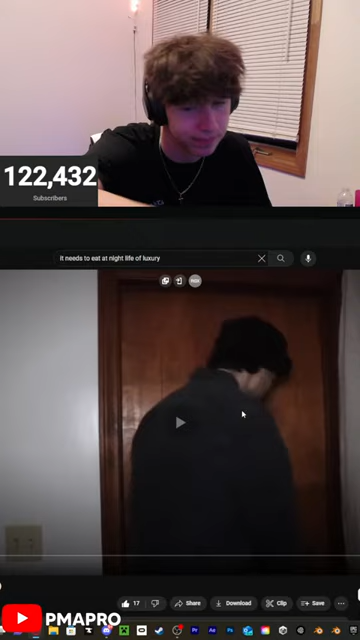 122,432
Subscribers
it needs to eat at night life of luxury
17
Share
Download
Clip
Save
PMAPRO